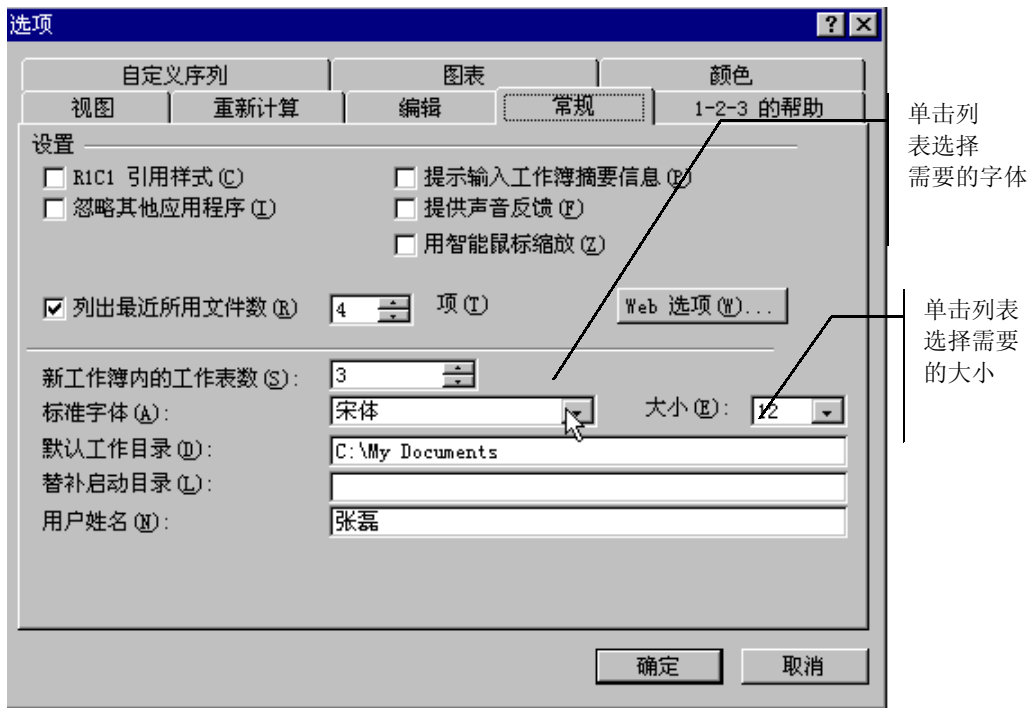 选项
自定义序列 图表 颜色
视图 重新计算 编辑 常规 1-2-3 的帮助
设置
R1C1 引用样式(C) 提示输入工作簿摘要信息(P)
忽略其他应用程序(I) 提供声音反馈(F)
用智能鼠标缩放(Z)
列出最近所用文件数(R) 4 项(T) Web 选项(W)...
新工作簿内的工作表数(S): 3
标准字体(A): 宋体 大小(E): 12
默认工作目录(D): C:\My Documents
替补启动目录(L):
用户姓名(N): 张磊
确定 取消
单击列
表选择
需要的字体
单击列表
选择需要
的大小